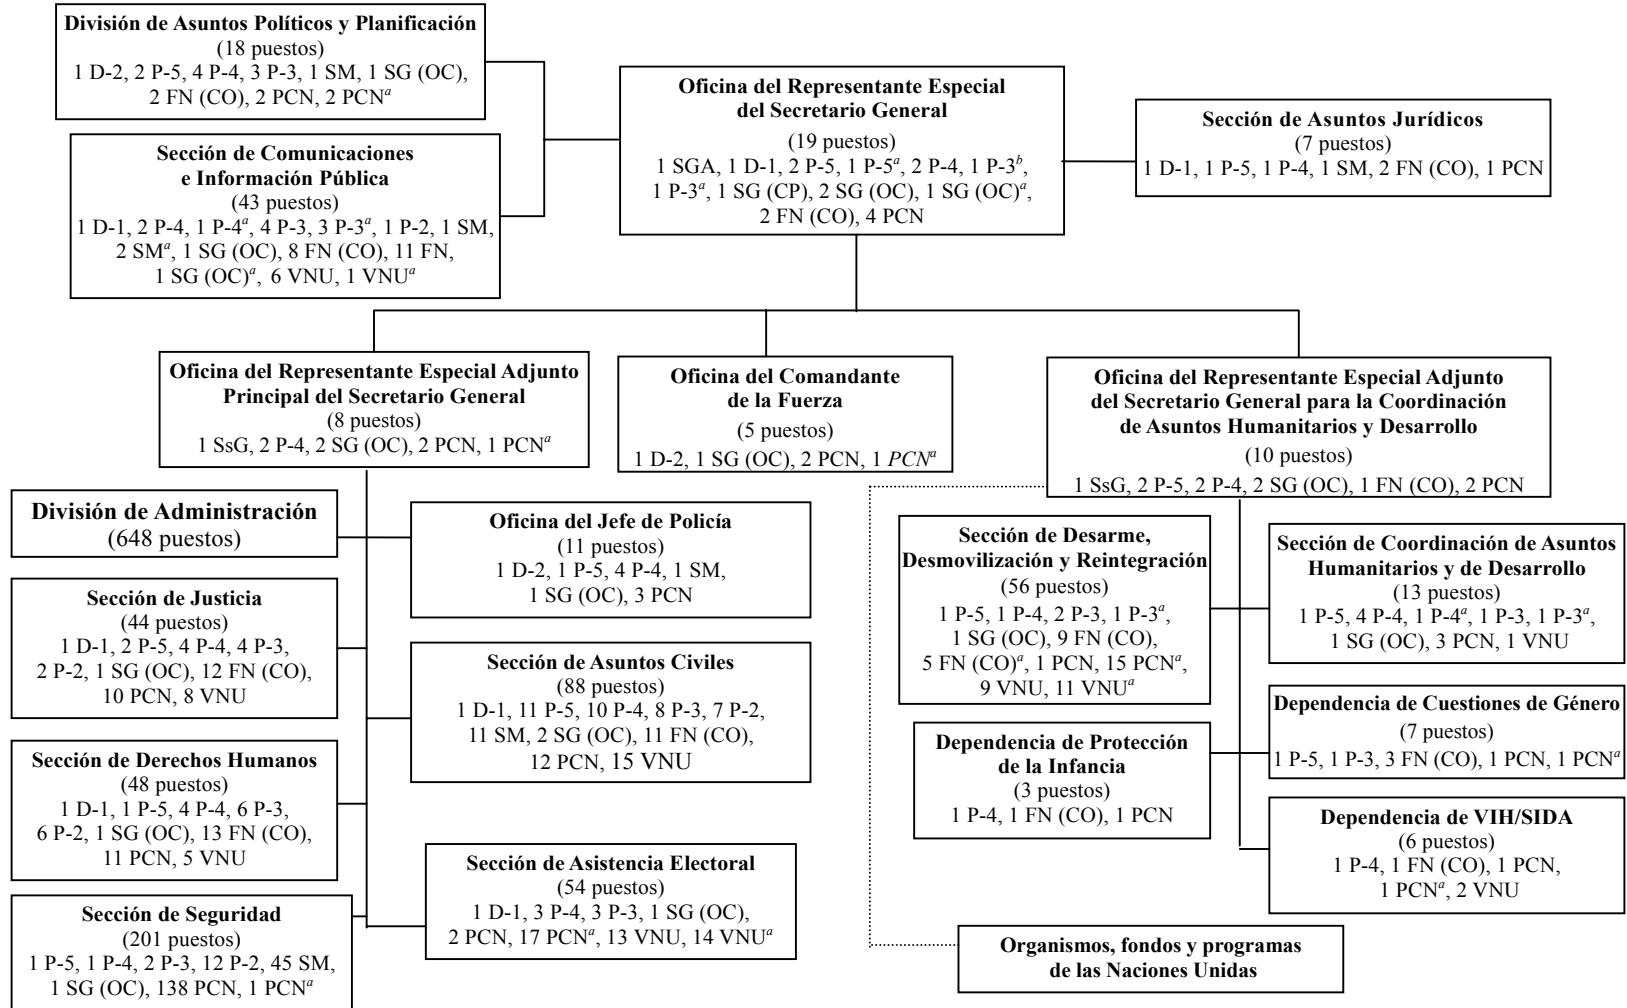 División de Asuntos Políticos y Planificación
(18 puestos)
1 D-2, 2 P-5, 4 P-4, 3 P-3, 1 SM, 1 SG (OC),
2 FN (CO), 2 PCN, 2 PCNᵃ
Sección de Comunicaciones
e Información Pública
(43 puestos)
1 D-1, 2 P-4, 1 P-4ᵃ, 4 P-3, 3 P-3ᵃ, 1 P-2, 1 SM,
2 SMᵃ, 1 SG (OC), 8 FN (CO), 11 FN,
1 SG (OC)ᵃ, 6 VNU, 1 VNUᵃ
Oficina del Representante Especial
del Secretario General
(19 puestos)
1 SGA, 1 D-1, 2 P-5, 1 P-5ᵃ, 2 P-4, 1 P-3ᵇ,
1 P-3ᵃ, 1 SG (CP), 2 SG (OC), 1 SG (OC)ᵃ,
2 FN (CO), 4 PCN
Sección de Asuntos Jurídicos
(7 puestos)
1 D-1, 1 P-5, 1 P-4, 1 SM, 2 FN (CO), 1 PCN
Oficina del Representante Especial Adjunto
Principal del Secretario General
(8 puestos)
1 SsG, 2 P-4, 2 SG (OC), 2 PCN, 1 PCNᵃ
Oficina del Comandante
de la Fuerza
(5 puestos)
1 D-2, 1 SG (OC), 2 PCN, 1 PCNᵃ
Oficina del Representante Especial Adjunto
del Secretario General para la Coordinación
de Asuntos Humanitarios y Desarrollo
(10 puestos)
1 SsG, 2 P-5, 2 P-4, 2 SG (OC), 1 FN (CO), 2 PCN
División de Administración
(648 puestos)
Oficina del Jefe de Policía
(11 puestos)
1 D-2, 1 P-5, 4 P-4, 1 SM,
1 SG (OC), 3 PCN
Sección de Justicia
(44 puestos)
1 D-1, 2 P-5, 4 P-4, 4 P-3,
2 P-2, 1 SG (OC), 12 FN (CO),
10 PCN, 8 VNU
Sección de Asuntos Civiles
(88 puestos)
1 D-1, 11 P-5, 10 P-4, 8 P-3, 7 P-2,
11 SM, 2 SG (OC), 11 FN (CO),
12 PCN, 15 VNU
Sección de Derechos Humanos
(48 puestos)
1 D-1, 1 P-5, 4 P-4, 6 P-3,
6 P-2, 1 SG (OC), 13 FN (CO),
11 PCN, 5 VNU
Sección de Asistencia Electoral
(54 puestos)
1 D-1, 3 P-4, 3 P-3, 1 SG (OC),
2 PCN, 17 PCNᵃ, 13 VNU, 14 VNUᵃ
Sección de Seguridad
(201 puestos)
1 P-5, 1 P-4, 2 P-3, 12 P-2, 45 SM,
1 SG (OC), 138 PCN, 1 PCNᵃ
Sección de Desarme,
Desmovilización y Reintegración
(56 puestos)
1 P-5, 1 P-4, 2 P-3, 1 P-3ᵃ,
1 SG (OC), 9 FN (CO),
5 FN (CO)ᵃ, 1 PCN, 15 PCNᵃ,
9 VNU, 11 VNUᵃ
Sección de Coordinación de Asuntos
Humanitarios y de Desarrollo
(13 puestos)
1 P-5, 4 P-4, 1 P-4ᵃ, 1 P-3, 1 P-3ᵃ,
1 SG (OC), 3 PCN, 1 VNU
Dependencia de Protección
de la Infancia
(3 puestos)
1 P-4, 1 FN (CO), 1 PCN
Dependencia de Cuestiones de Género
(7 puestos)
1 P-5, 1 P-3, 3 FN (CO), 1 PCN, 1 PCNᵃ
Dependencia de VIH/SIDA
(6 puestos)
1 P-4, 1 FN (CO), 1 PCN,
1 PCNᵃ, 2 VNU
Organismos, fondos y programas
de las Naciones Unidas